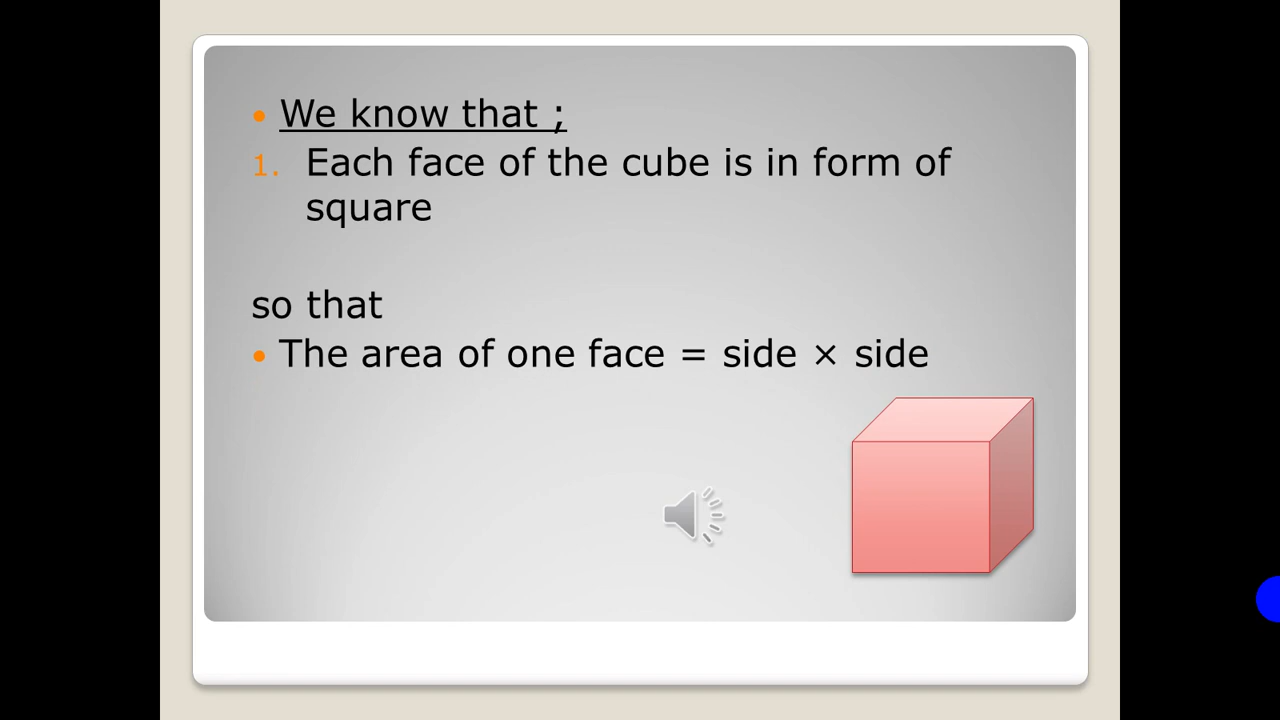 • We know that ;
1. Each face of the cube is in form of
square
so that
• The area of one face = side × side